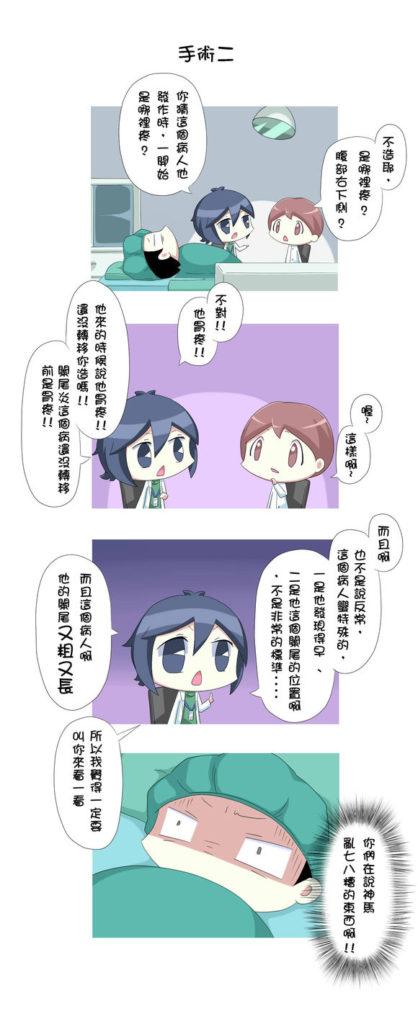 手術二
你猜這個病人他
發作時，一開始
是哪裡疼？
不造耶，
是哪裡疼？
腹部右下側？
不對!!
他胃疼!!
他來的時候說他胃疼!!
還沒轉移你造嗎!!
闌尾炎這個病還沒轉移
前是胃疼!!
喔~
這樣啊~
而且啊
也不是說反常，
這個病人蠻特殊的，
一是他發現得早、
二是他這個闌尾的位置啊
，不是非常的標準····
而且這個病人啊
他的闌尾又粗又長
所以我覺得一定要
叫你來看一看
你們在說神馬
亂七八糟的東西啊!!